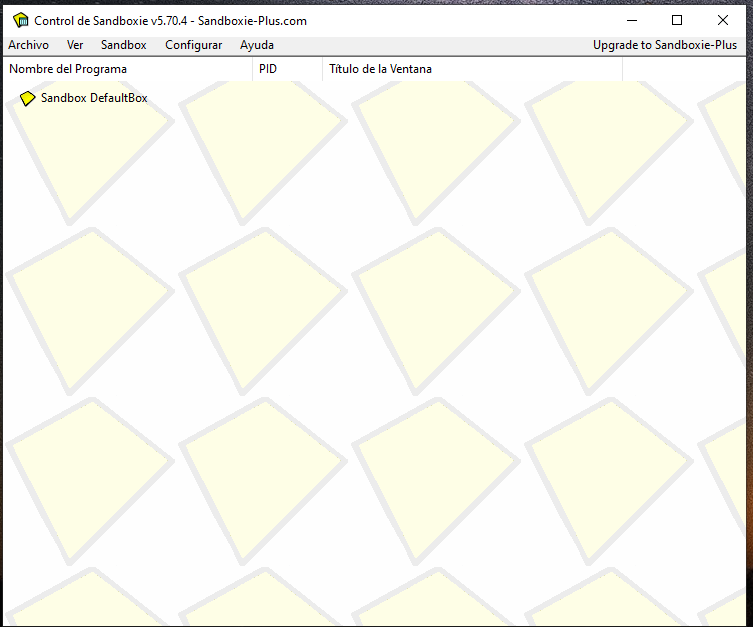 Control de Sandboxie v5.70.4 - Sandboxie-Plus.com
Archivo Ver Sandbox Configurar Ayuda Upgrade to Sandboxie-Plus
Nombre del Programa PID Título de la Ventana
Sandbox DefaultBox